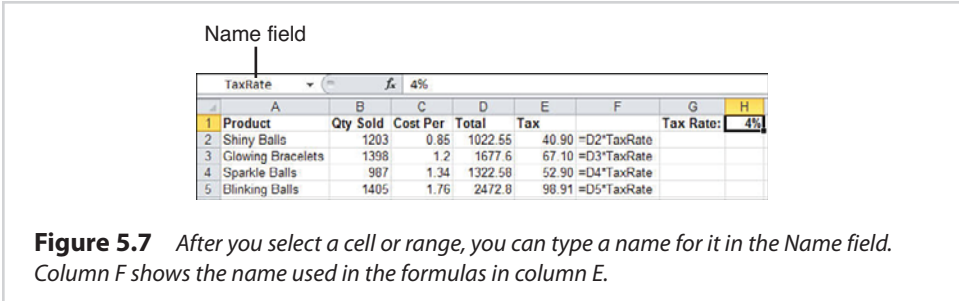 Name field
TaxRate fx 4%
A B C D E F G H
1 Product Qty Sold Cost Per Total Tax Tax Rate: 4%
2 Shiny Balls 1203 0.85 1022.55 40.90 =D2*TaxRate
3 Glowing Bracelets 1398 1.2 1677.6 67.10 =D3*TaxRate
4 Sparkle Balls 987 1.34 1322.58 52.90 =D4*TaxRate
5 Blinking Balls 1405 1.76 2472.8 98.91 =D5*TaxRate
Figure 5.7 After you select a cell or range, you can type a name for it in the Name field.
Column F shows the name used in the formulas in column E.